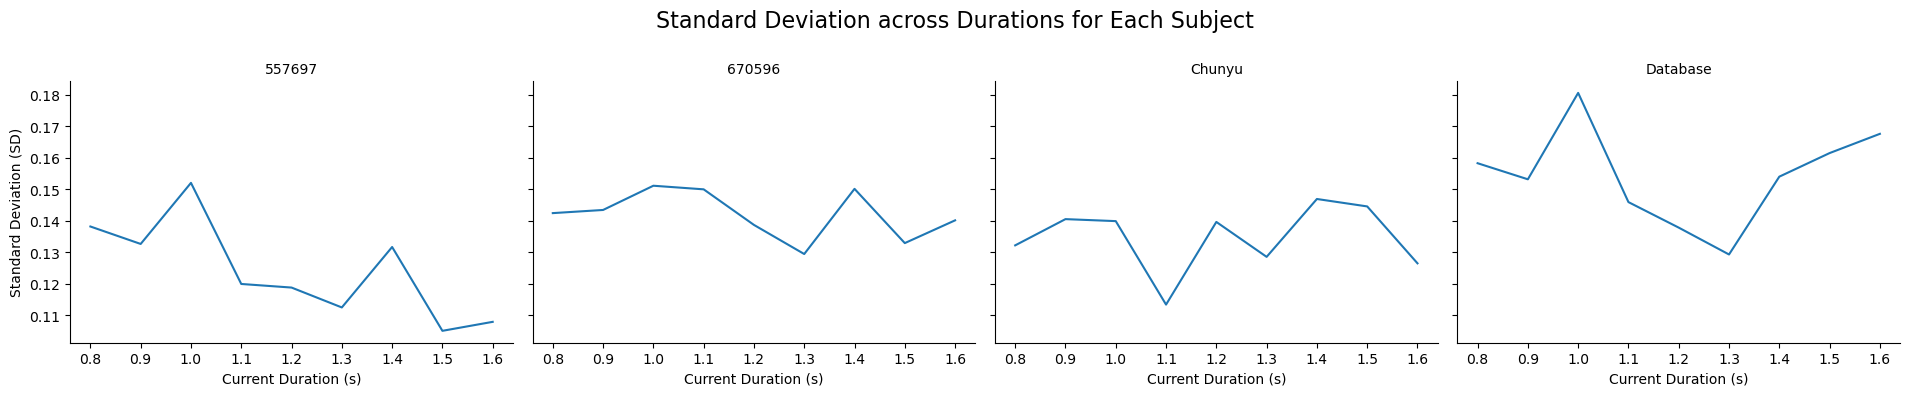 Standard Deviation across Durations for Each Subject
557697
670596
Chunyu
Database
Standard Deviation (SD)
0.18
0.17
0.16
0.15
0.14
0.13
0.12
0.11
0.8 0.9 1.0 1.1 1.2 1.3 1.4 1.5 1.6
0.8 0.9 1.0 1.1 1.2 1.3 1.4 1.5 1.6
0.8 0.9 1.0 1.1 1.2 1.3 1.4 1.5 1.6
0.8 0.9 1.0 1.1 1.2 1.3 1.4 1.5 1.6
Current Duration (s)
Current Duration (s)
Current Duration (s)
Current Duration (s)